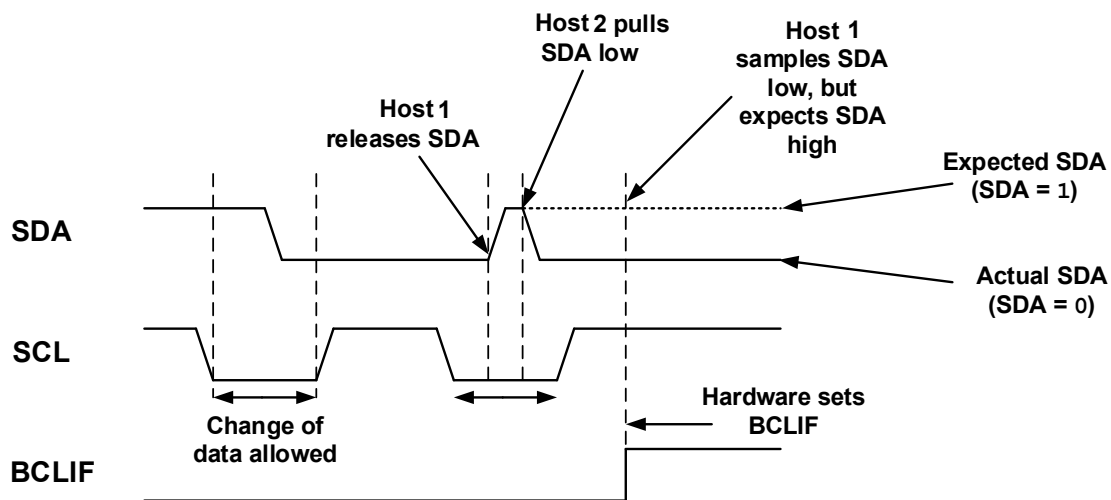 Host 2 pulls
SDA low
Host 1
samples SDA
low, but
expects SDA
high
Host 1
releases SDA
Expected SDA
(SDA = 1)
SDA
Actual SDA
(SDA = 0)
SCL
Change of
data allowed
Hardware sets
BCLIF
BCLIF